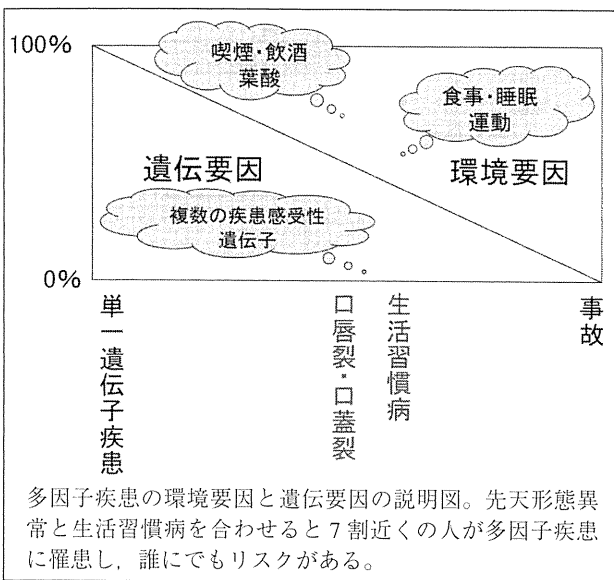 100%
喫煙・飲酒
葉酸
食事・睡眠
運動
遺伝要因
環境要因
複数の疾患感受性
遺伝子
0%
単一遺伝子疾患
口唇裂・口蓋裂
生活習慣病
事故
多因子疾患の環境要因と遺伝要因の説明図。先天形態異
常と生活習慣病を合わせると7割近くの人が多因子疾患
に罹患し，誰にでもリスクがある。